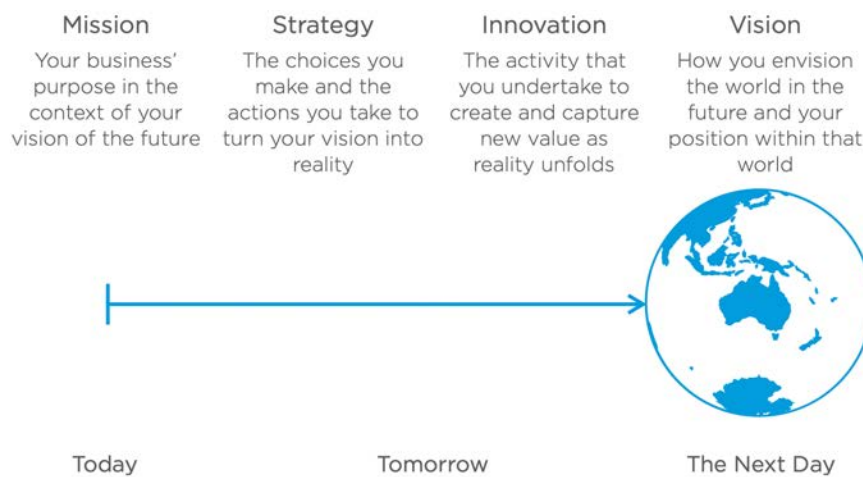 Mission
Your business'
purpose in the
context of your
vision of the future
Strategy
The choices you
make and the
actions you take to
turn your vision into
reality
Innovation
The activity that
you undertake to
create and capture
new value as
reality unfolds
Vision
How you envision
the world in the
future and your
position within that
world
Today
Tomorrow
The Next Day